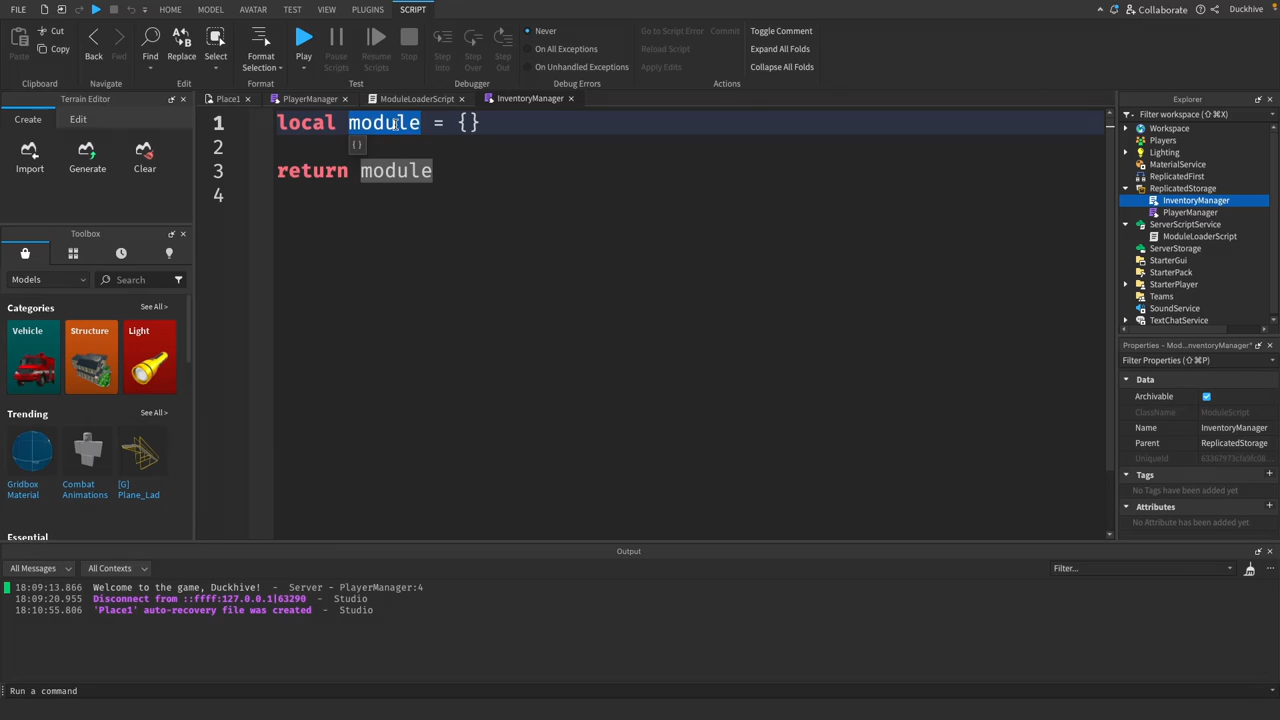 FILE
HOME
MODEL
AVATAR
TEST
VIEW
PLUGINS
SCRIPT
Collaborate
Duckhive
Paste
Cut
Copy
Clipboard
Back
Fwd
Navigate
Find
Replace
Select
Edit
Format
Selection
Format
Play
Pause
Scripts
Resume
Scripts
Stop
Test
Step
Into
Step
Over
Step
Out
Debugger
Never
On All Exceptions
On Unhandled Exceptions
Debug Errors
Go to Script Error
Commit
Reload Script
Apply Edits
Toggle Comment
Expand All Folds
Collapse All Folds
Actions
Terrain Editor
Create
Edit
Import
Generate
Clear
Toolbox
Models
Search
Categories
See All >
Vehicle
Structure
Light
Trending
See All >
Gridbox
Material
Combat
Animations
[G]
Plane_Lad
Essential
Place1
PlayerManager
ModuleLoaderScript
InventoryManager
1 local module = {}
{}
2
3 return module
4
Explorer
Filter workspace (⇧⌘X)
Workspace
Players
Lighting
MaterialService
ReplicatedFirst
ReplicatedStorage
InventoryManager
PlayerManager
ServerScriptService
ModuleLoaderScript
ServerStorage
StarterGui
StarterPack
StarterPlayer
Teams
SoundService
TextChatService
Properties - Mod...nventoryManager"
Filter Properties (⇧⌘P)
Data
Archivable
ClassName ModuleScript
Name InventoryManager
Parent ReplicatedStorage
UniqueId
Tags
No Tags have been added yet
Attributes
No Attribute has been added yet
Output
All Messages
All Contexts
Filter...
18:09:13.866 Welcome to the game, Duckhive! - Server - PlayerManager:4
18:09:20.955 Disconnect from ::ffff:127.0.0.1|63290 - Studio
18:10:55.806 'Place1' auto-recovery file was created - Studio
Run a command